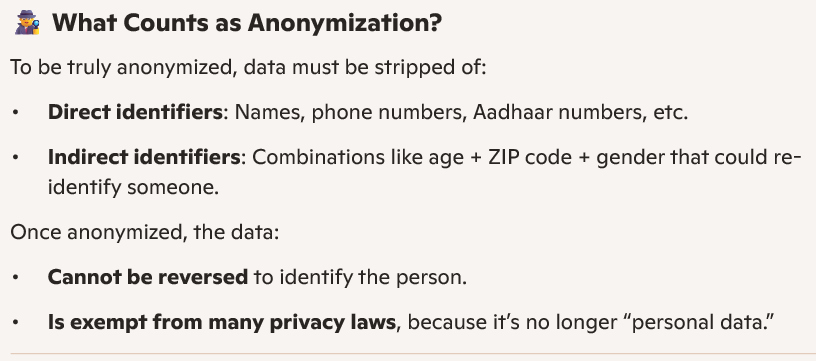 🕵️ What Counts as Anonymization?
To be truly anonymized, data must be stripped of:
• Direct identifiers: Names, phone numbers, Aadhaar numbers, etc.
• Indirect identifiers: Combinations like age + ZIP code + gender that could re-
identify someone.
Once anonymized, the data:
• Cannot be reversed to identify the person.
• Is exempt from many privacy laws, because it’s no longer “personal data.”